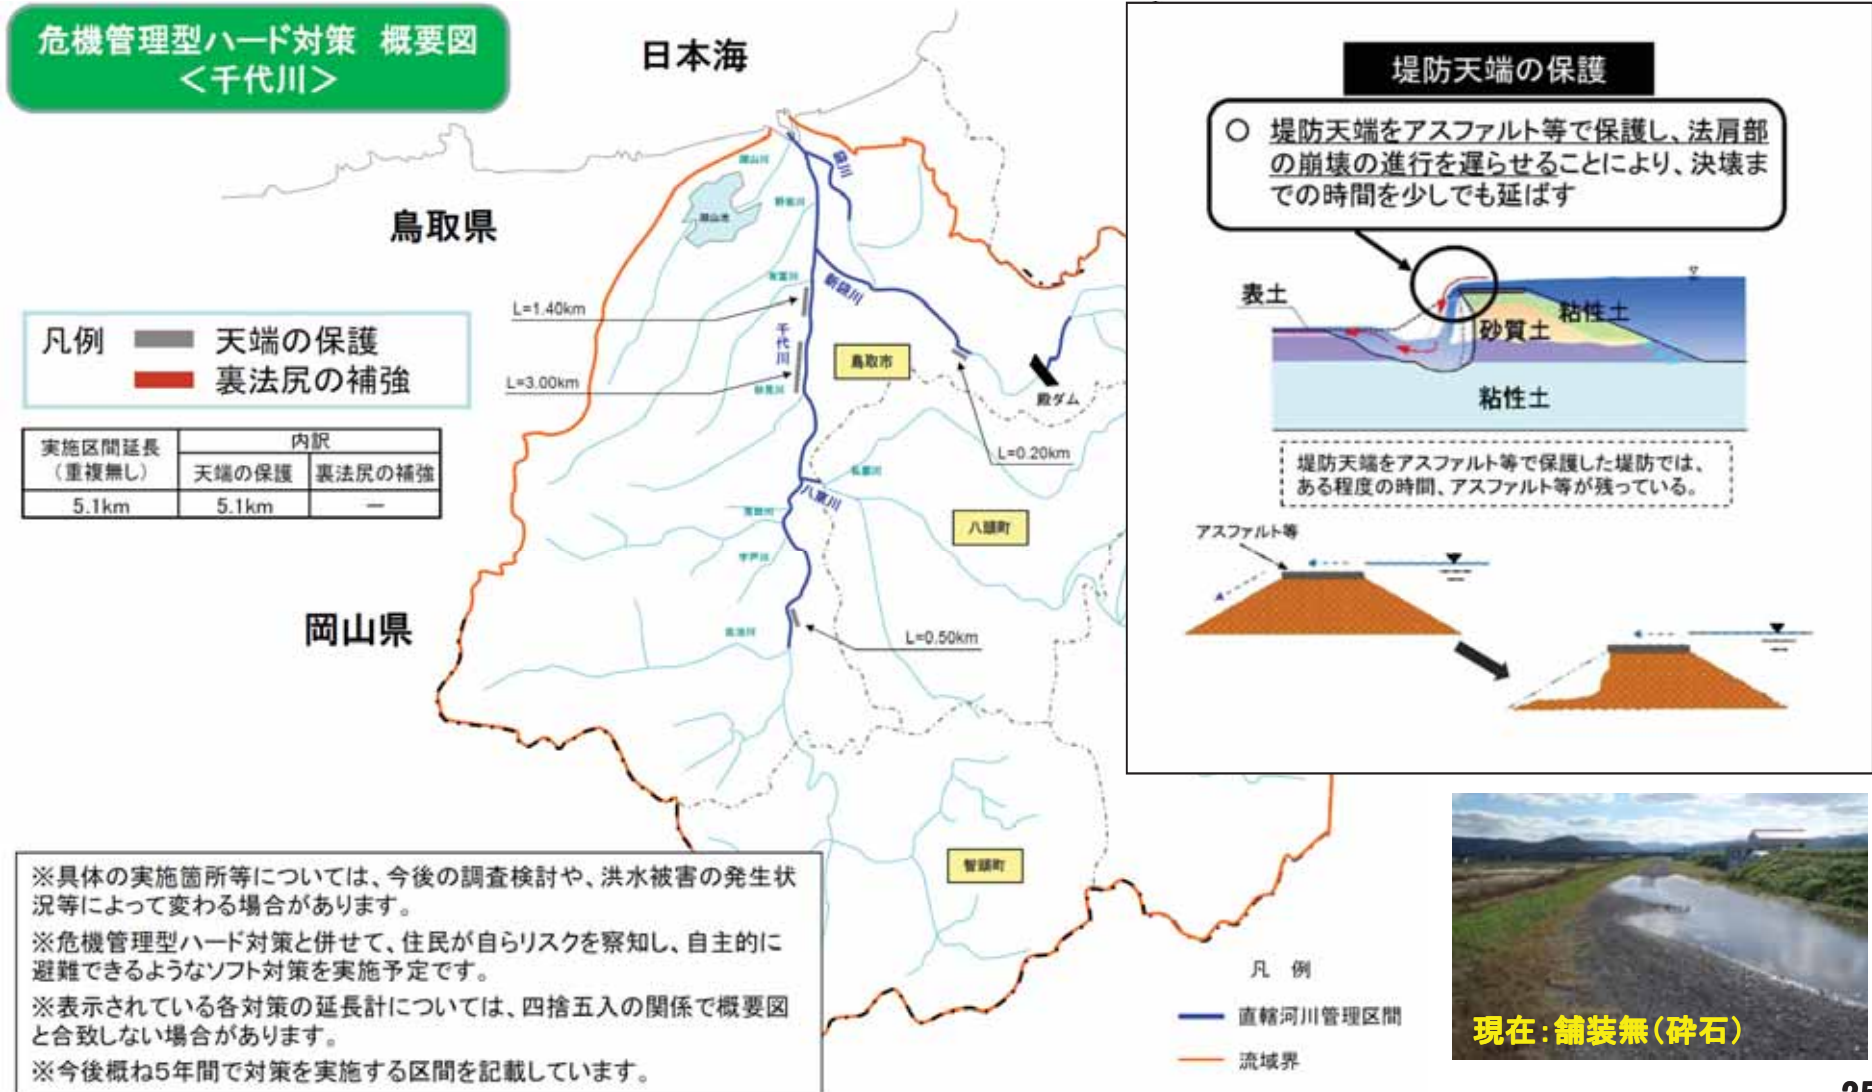 危機管理型ハード対策 概要図
＜千代川＞
日本海
鳥取県
岡山県
凡例
天端の保護
裏法尻の補強
実施区間延長
（重複無し）
内訳
天端の保護
裏法尻の補強
5.1km
5.1km
－
L=1.40km
L=3.00km
L=0.20km
L=0.50km
湖山川
湖山池
野坂川
袋川
新袋川
千代川
鳥取市
殿ダム
八東川
八頭町
智頭町
※具体の実施箇所等については、今後の調査検討や、洪水被害の発生状
況等によって変わる場合があります。
※危機管理型ハード対策と併せて、住民が自らリスクを察知し、自主的に
避難できるようなソフト対策を実施予定です。
※表示されている各対策の延長計については、四捨五入の関係で概要図
と合致しない場合があります。
※今後概ね5年間で対策を実施する区間を記載しています。
凡 例
直轄河川管理区間
流域界
堤防天端の保護
○ 堤防天端をアスファルト等で保護し、法肩部
の崩壊の進行を遅らせることにより、決壊ま
での時間を少しでも延ばす
表土
粘性土
砂質土
粘性土
堤防天端をアスファルト等で保護した堤防では、
ある程度の時間、アスファルト等が残っている。
アスファルト等
現在：舗装無（砕石）